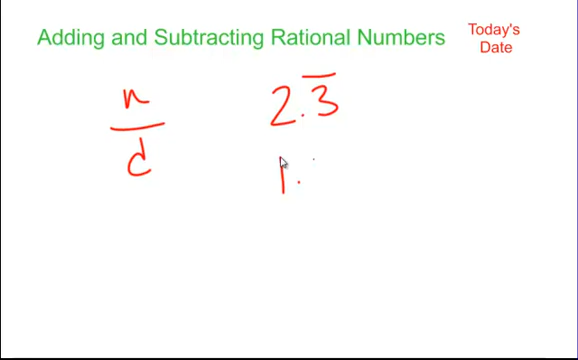 Adding and Subtracting Rational Numbers
Today's
Date
n
d
2.3̅
1.